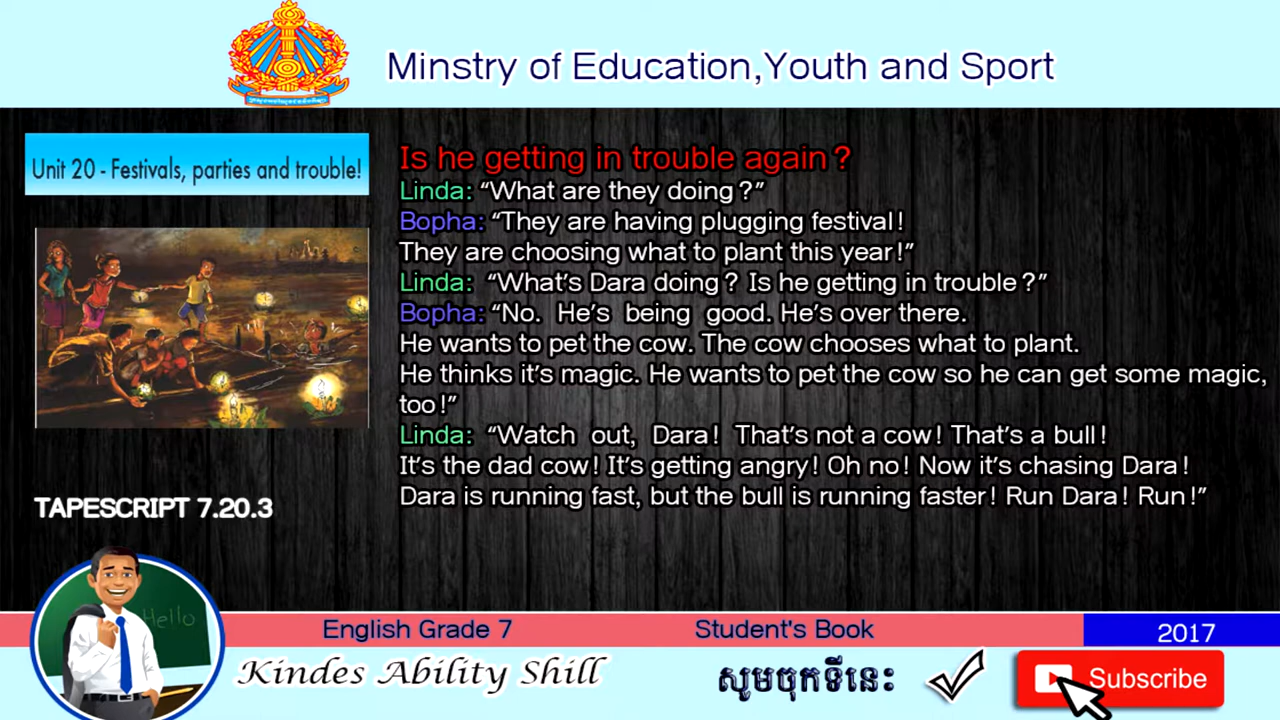 Minstry of Education,Youth and Sport
Unit 20 - Festivals, parties and trouble!
Is he getting in trouble again?
Linda: “What are they doing?”
Bopha: “They are having plugging festival!
They are choosing what to plant this year!”
Linda: “What's Dara doing? Is he getting in trouble?”
Bopha: “No. He's being good. He's over there.
He wants to pet the cow. The cow chooses what to plant.
He thinks it's magic. He wants to pet the cow so he can get some magic,
too!”
Linda: “Watch out, Dara! That's not a cow! That's a bull!
It's the dad cow! It's getting angry! Oh no! Now it's chasing Dara!
Dara is running fast, but the bull is running faster! Run Dara! Run!”
TAPESCRIPT 7.20.3
Hello
English Grade 7
Student's Book
2017
Kindes Ability Shill
សូមចុកទីនេះ
Subscribe